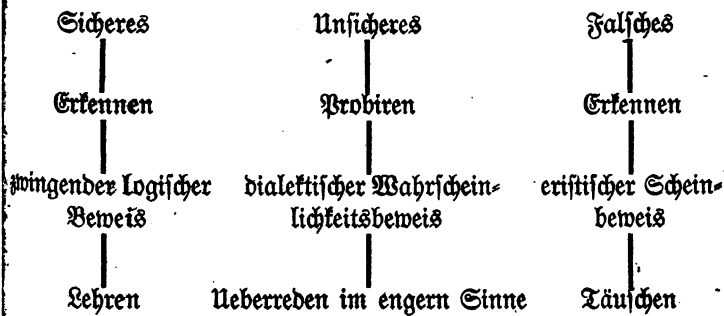 Sicheres Unsicheres Falsches
Erkennen Probiren Erkennen
zwingender logischer dialektischer Wahrschein- eristischer Schein-
Beweis lichkeitsbeweis beweis
Lehren Ueberreden im engern Sinne Täuschen